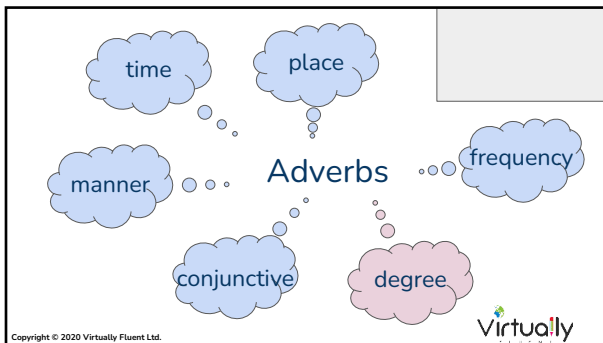 time
place
frequency
Adverbs
manner
conjunctive
degree
Virtually
Copyright © 2020 Virtually Fluent Ltd.